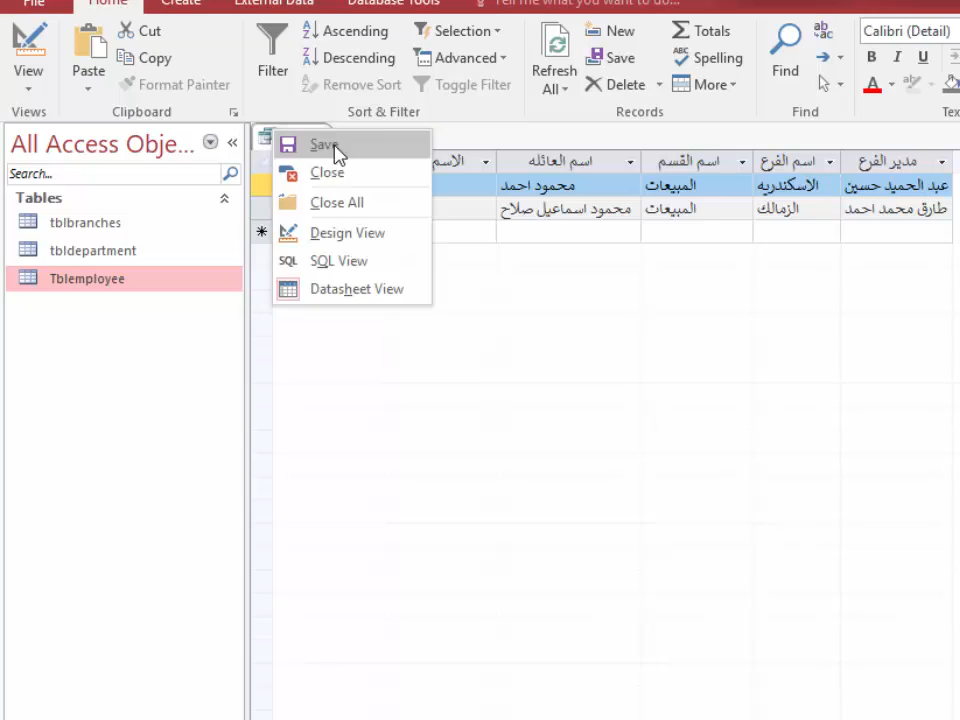 File Home Create External Data Database Tools Tell me what you want to do...
View
Paste
Cut
Copy
Format Painter
Filter
Ascending
Descending
Remove Sort
Selection
Advanced
Toggle Filter
Refresh
All
New
Save
Delete
Totals
Spelling
More
Find
Calibri (Detail)
B I U
Views
Clipboard
Sort & Filter
Records
Find
All Access Obje...
Search...
Tables
tblbranches
tbldepartment
Tblemployee
Save
Close
Close All
Design View
SQL SQL View
Datasheet View
الاسم اسم العائله اسم القسم اسم الفرع مدير الفرع
محمود احمد المبيعات الاسكندريه عبد الحميد حسين
محمود اسماعيل صلاح المبيعات الزمالك طارق محمد احمد